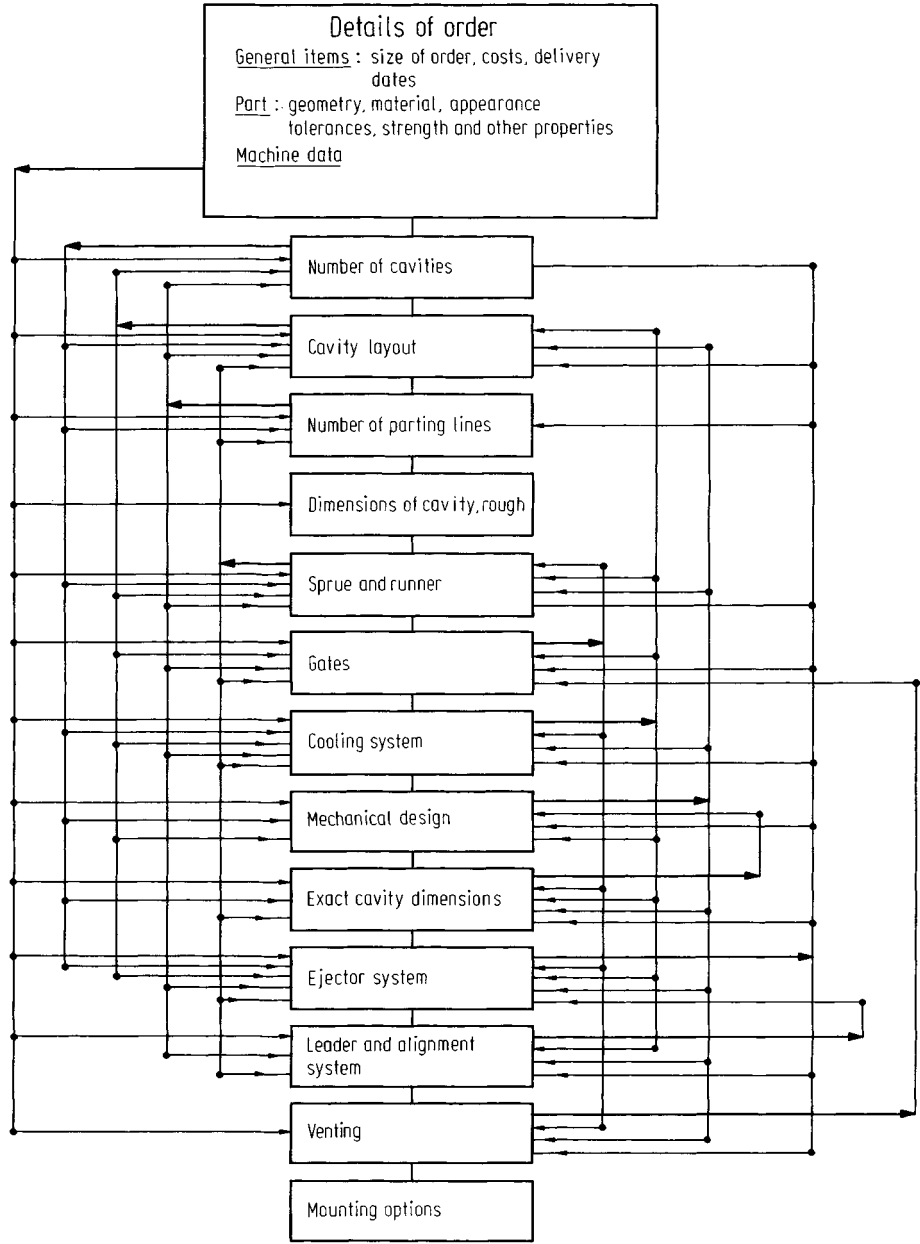 Details of order
General items : size of order, costs, delivery
dates
Part : geometry, material, appearance
tolerances, strength and other properties
Machine data
Number of cavities
Cavity layout
Number of parting lines
Dimensions of cavity, rough
Sprue and runner
Gates
Cooling system
Mechanical design
Exact cavity dimensions
Ejector system
Leader and alignment
system
Venting
Mounting options